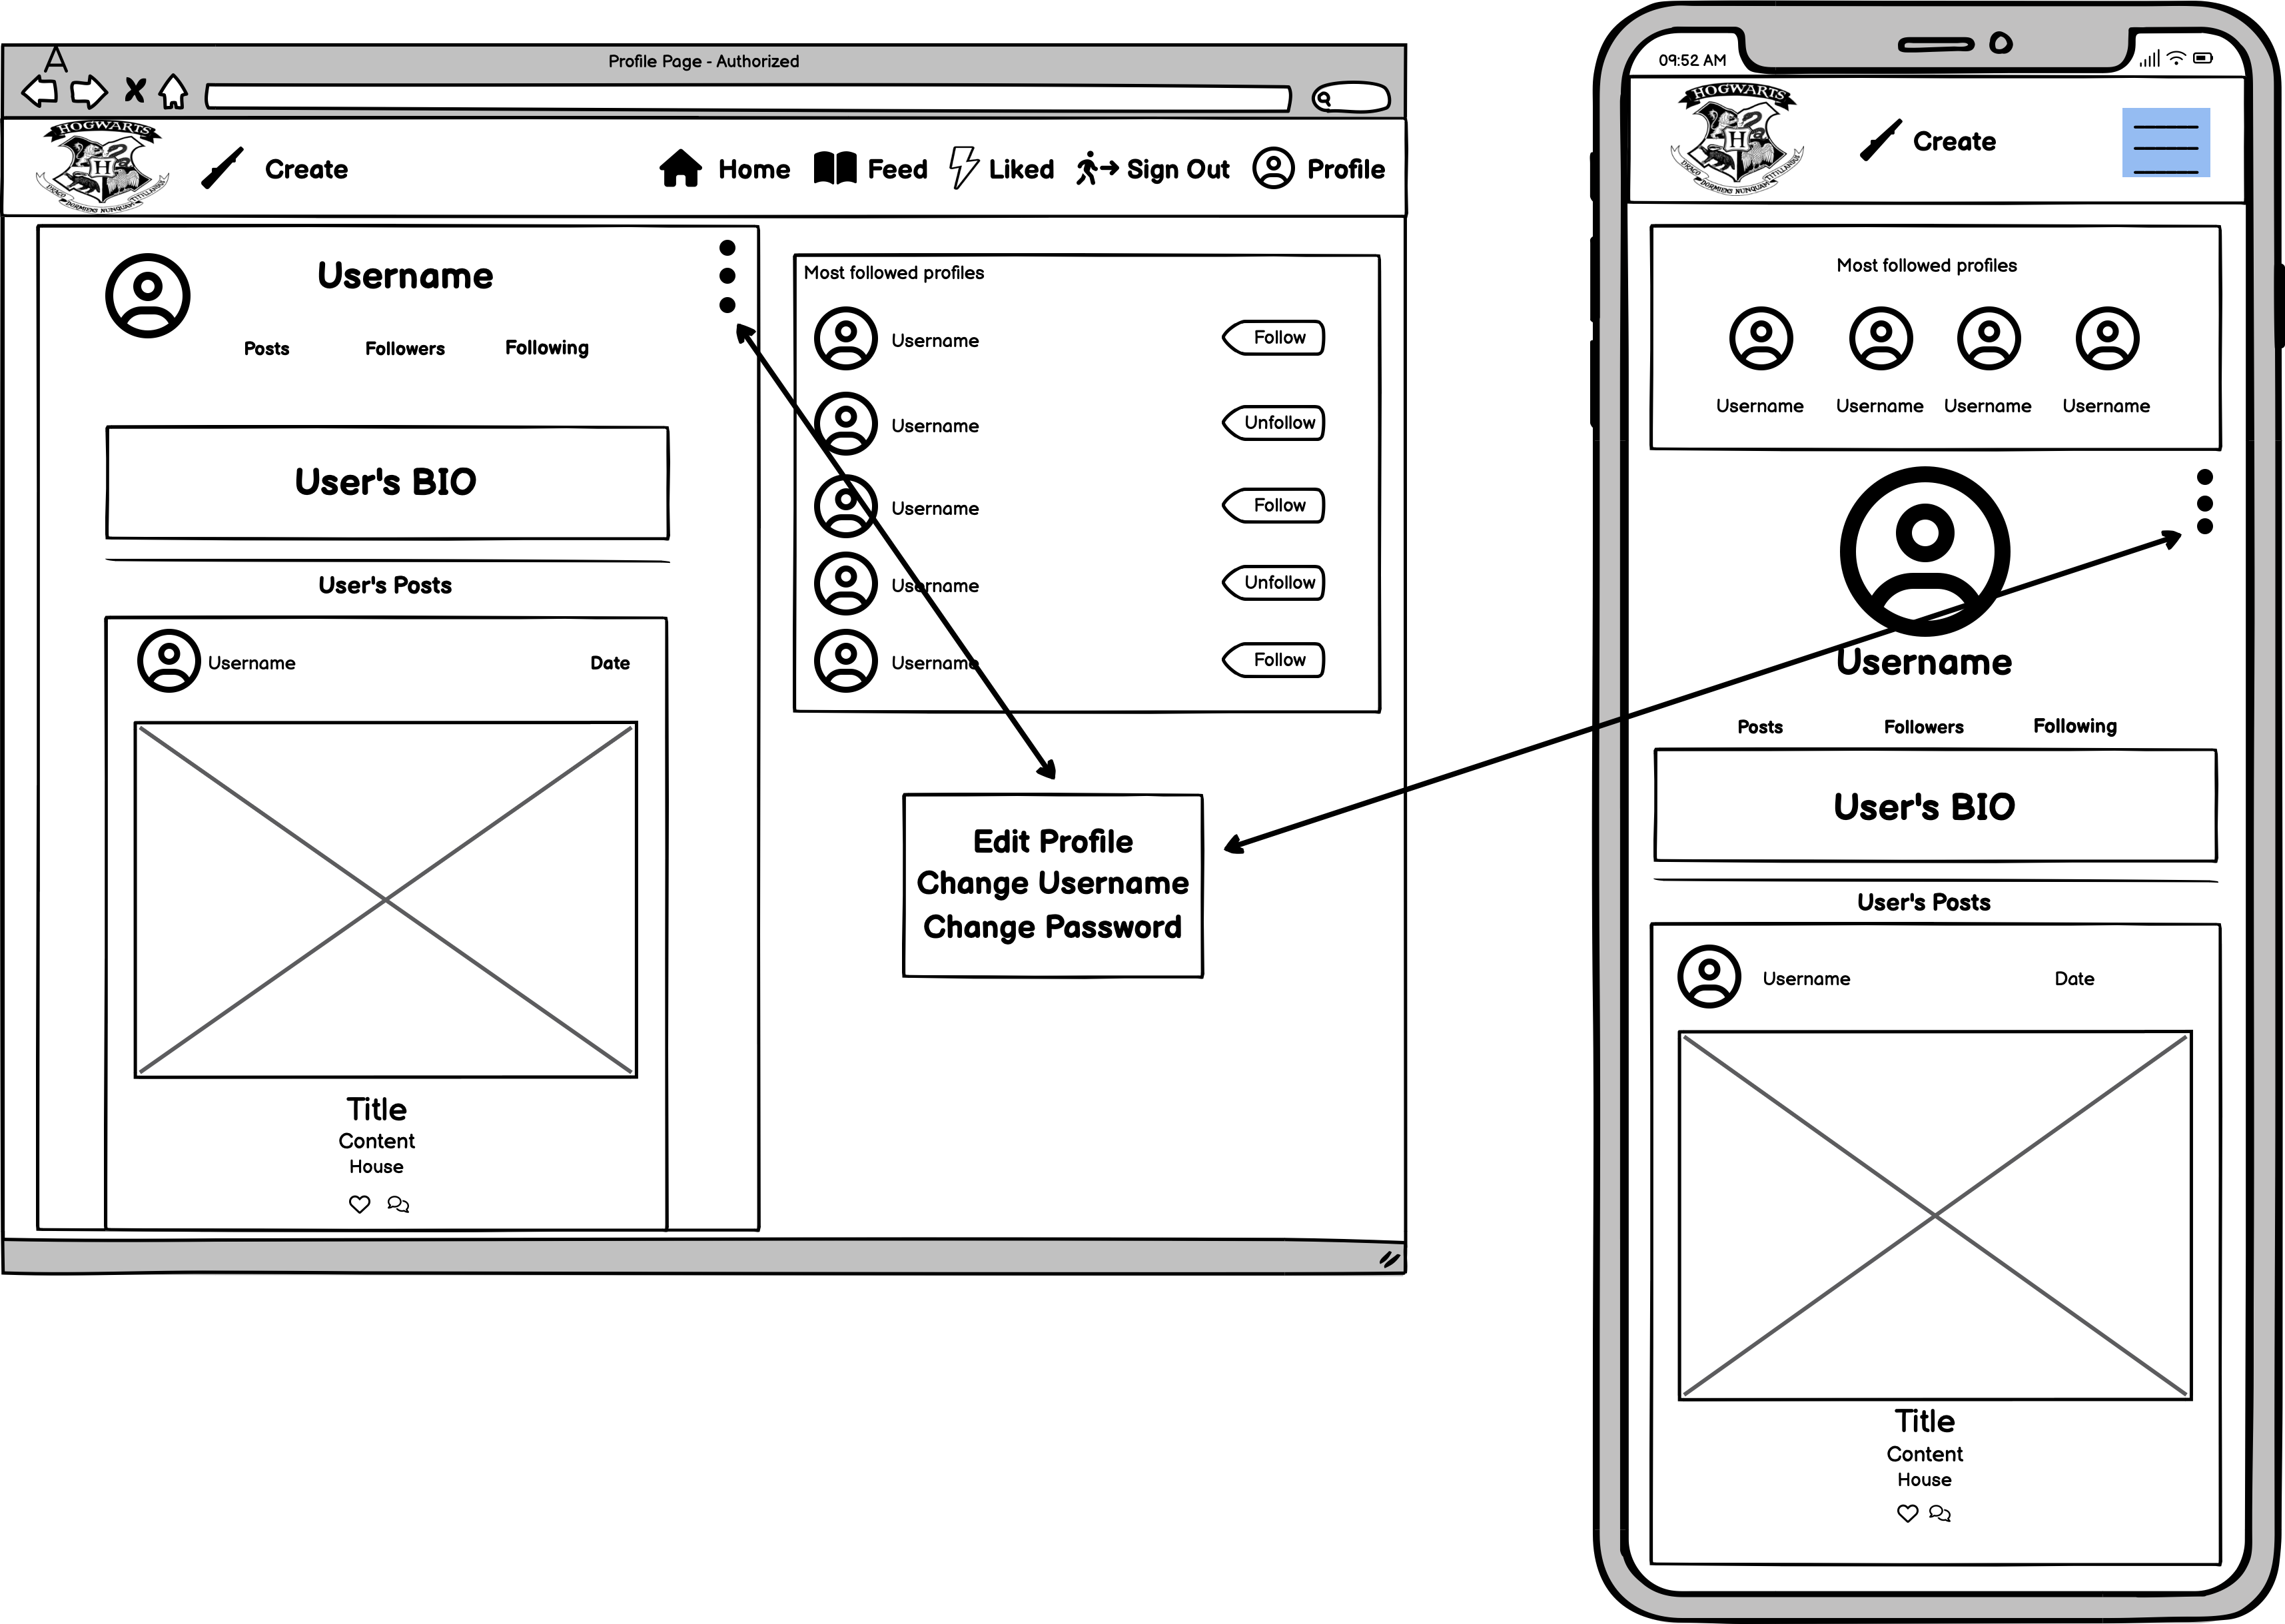 A
Profile Page - Authorized
HOGWARTS
H
DRACO DORMIENS NUNQUAM TITILLANDUS
Create
Home
Feed
Liked
Sign Out
Profile
Username
Posts
Followers
Following
User's BIO
User's Posts
Username
Date
Title
Content
House
Most followed profiles
Username
Follow
Username
Unfollow
Username
Follow
Username
Unfollow
Username
Follow
Edit Profile
Change Username
Change Password
09:52 AM
HOGWARTS
H
DRACO DORMIENS NUNQUAM TITILLANDUS
Create
Most followed profiles
Username Username Username Username
Username
Posts Followers Following
User's BIO
User's Posts
Username
Date
Title
Content
House